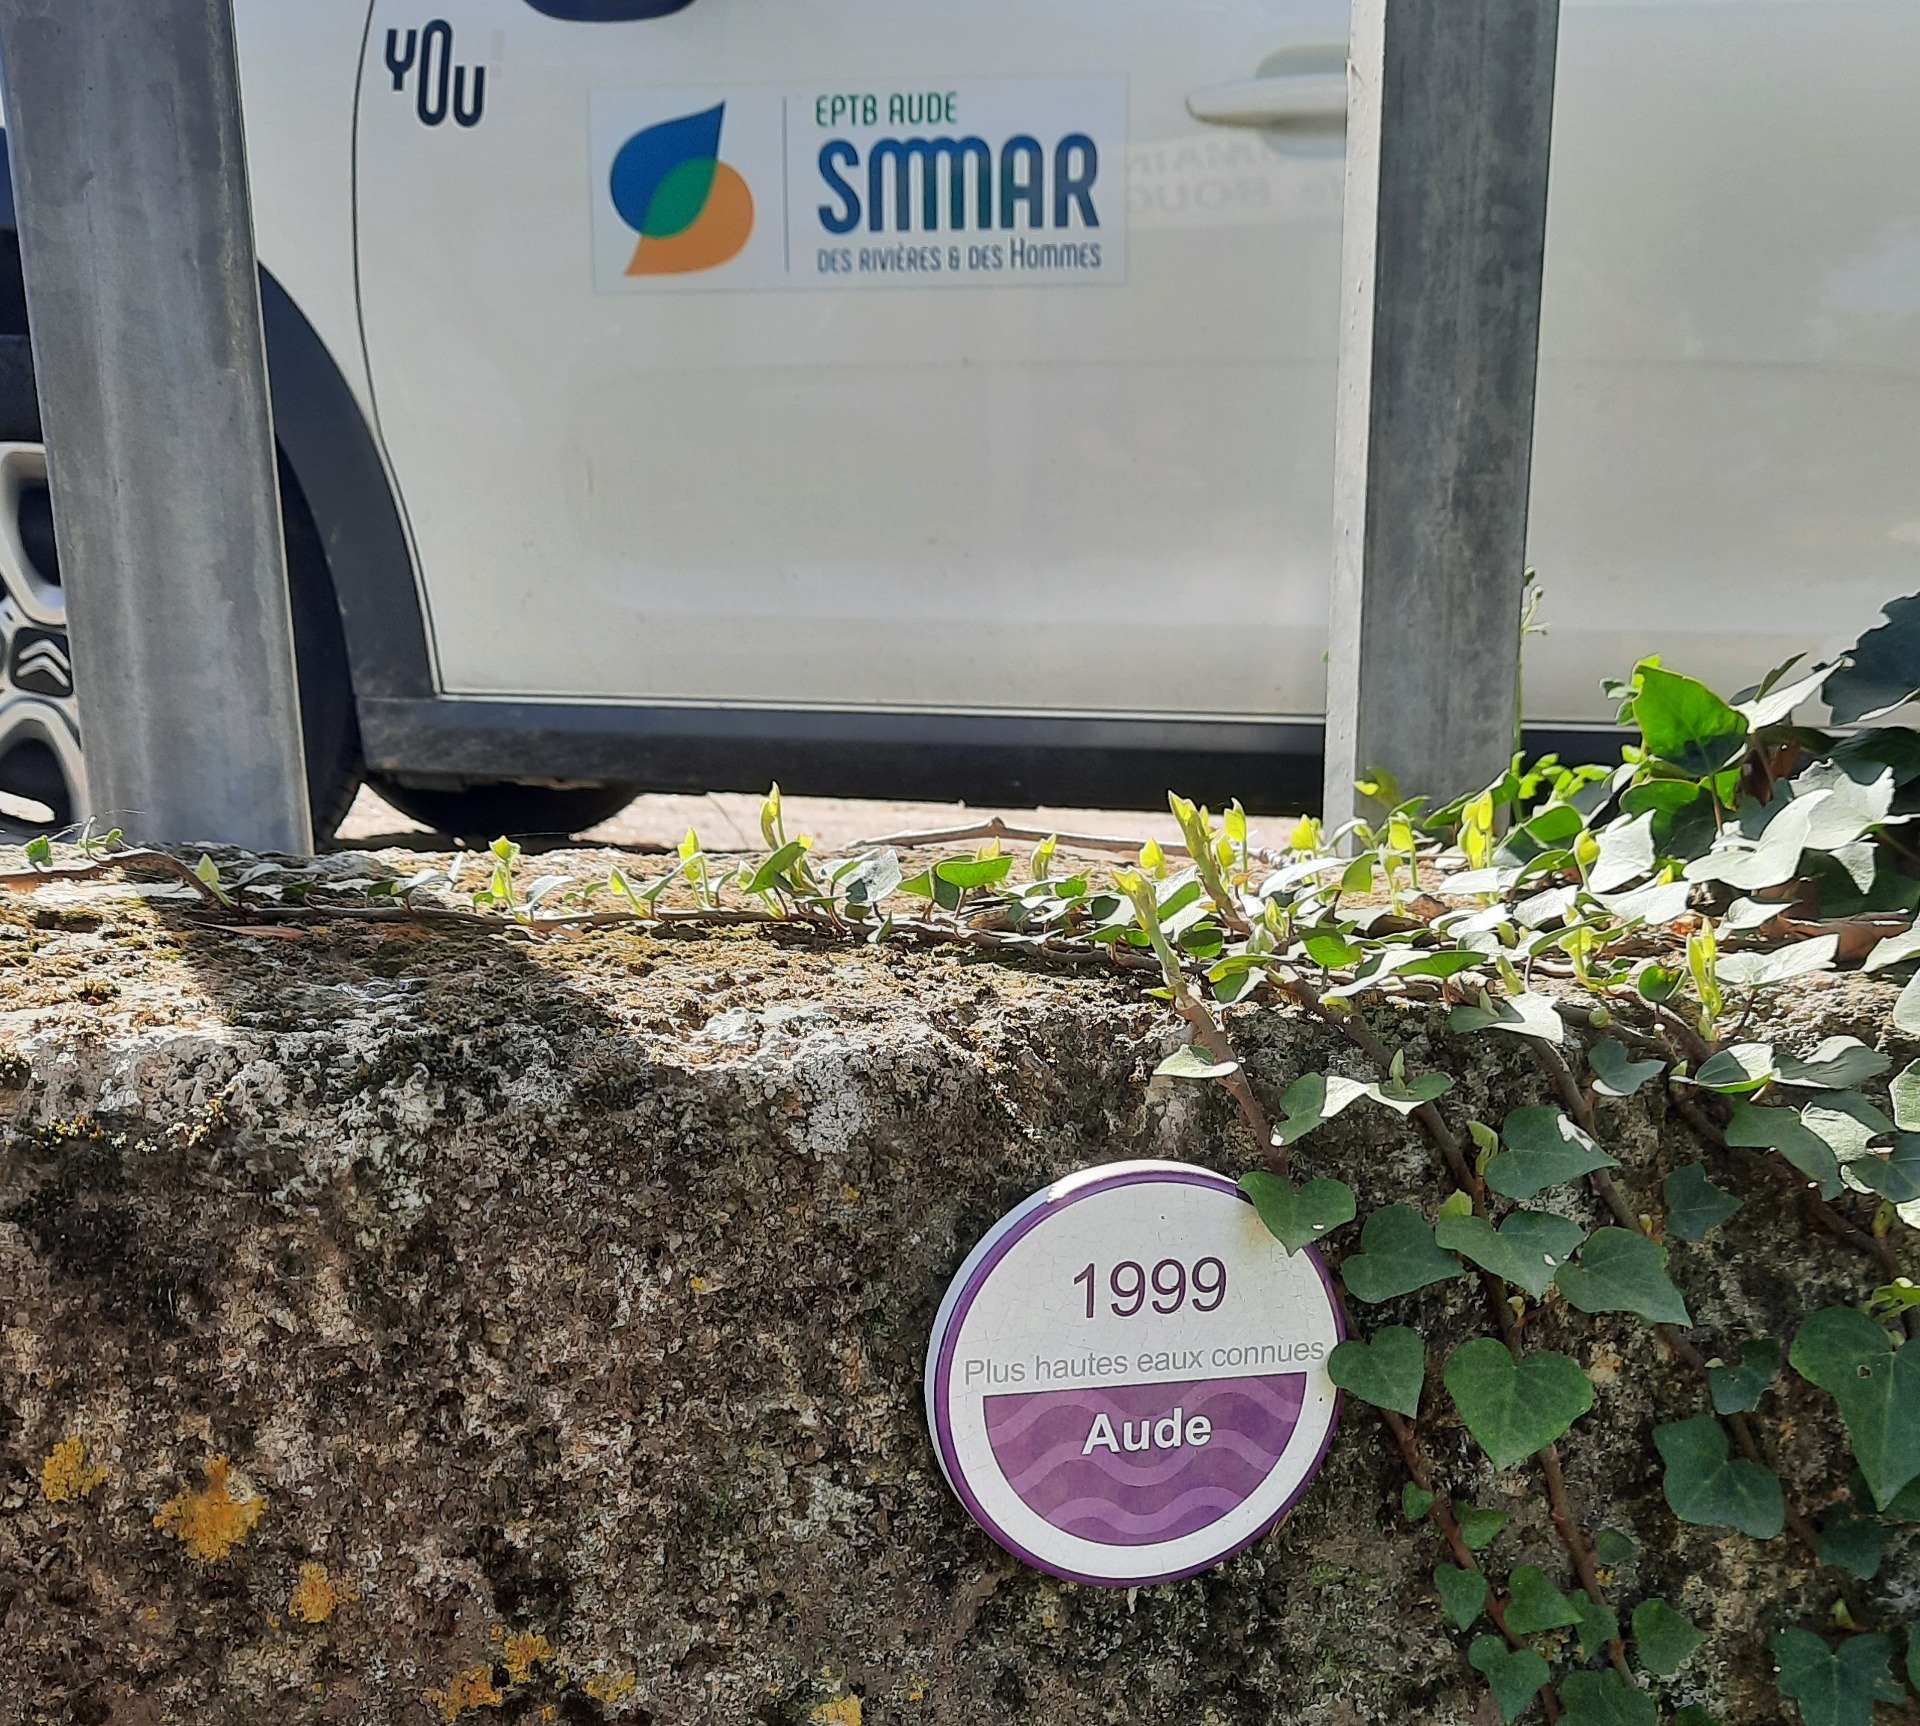 YOU
EPTB AUDE
SMMAR
DES RIVIÈRES & DES HOMMES
1999
Plus hautes eaux connues
Aude